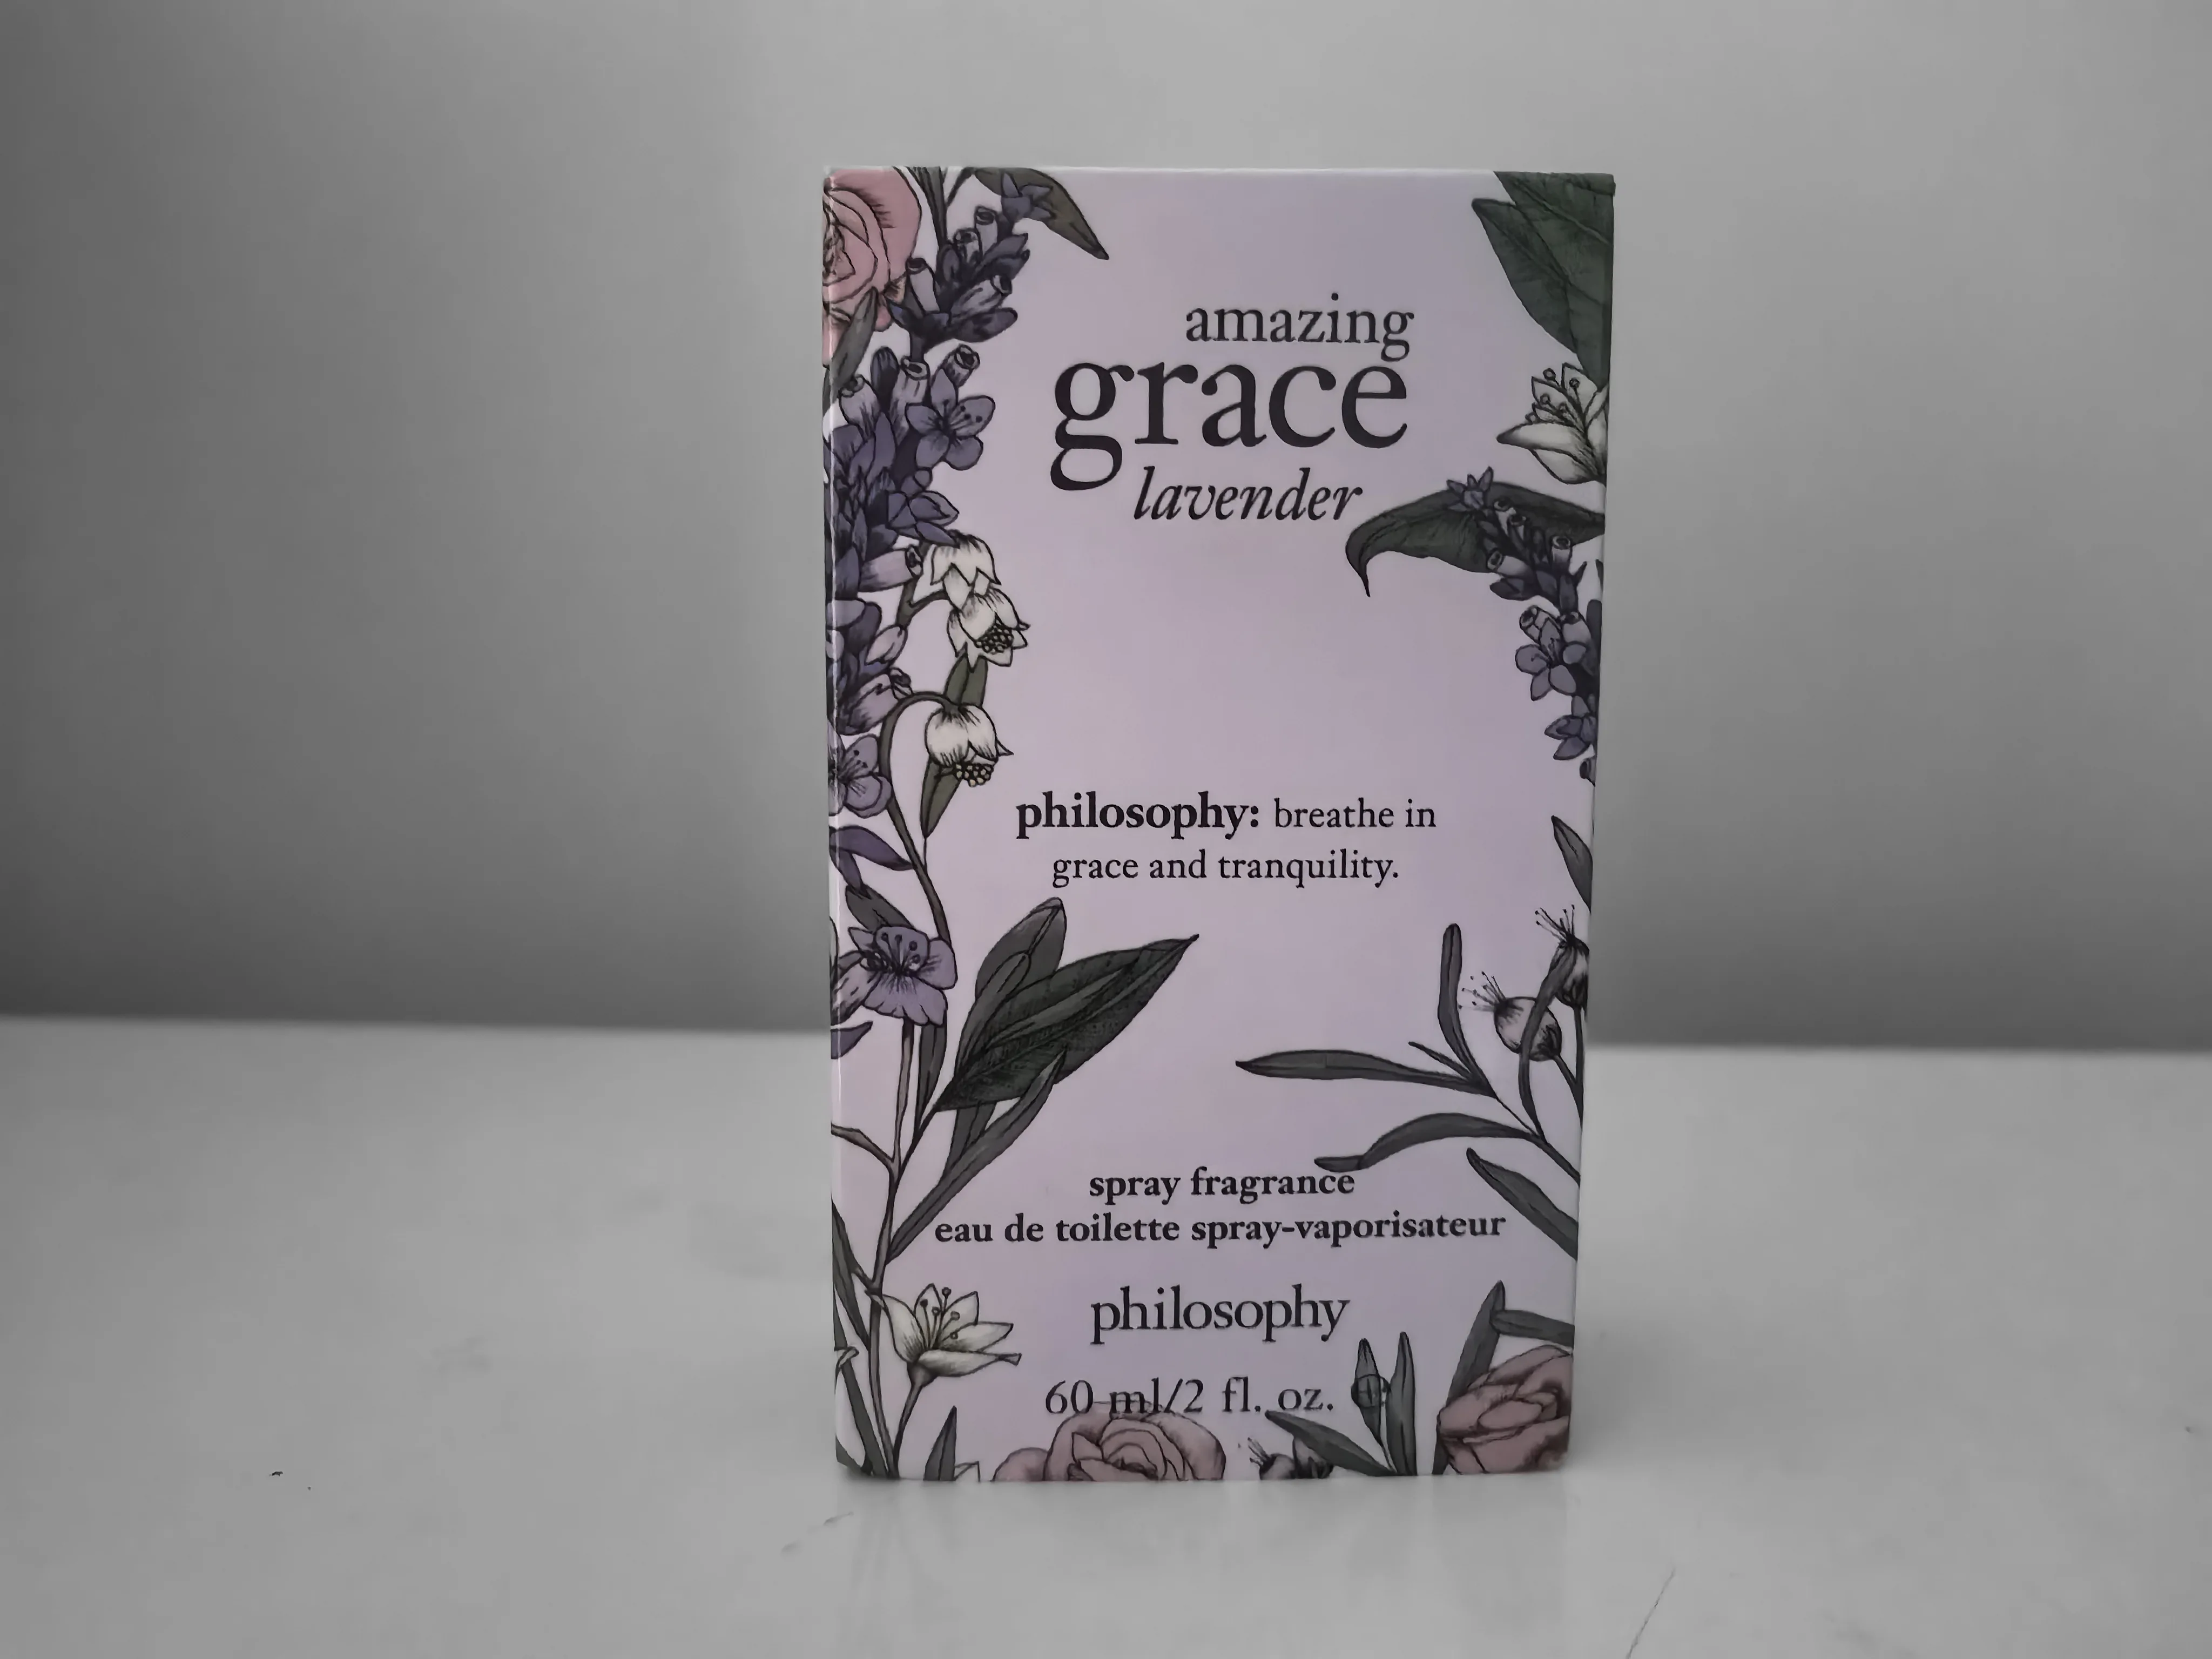 amazing
grace
lavender
philosophy: breathe in
grace and tranquility.
spray fragrance
eau de toilette spray-vaporisateur
philosophy
60 ml/2 fl. oz. ℮